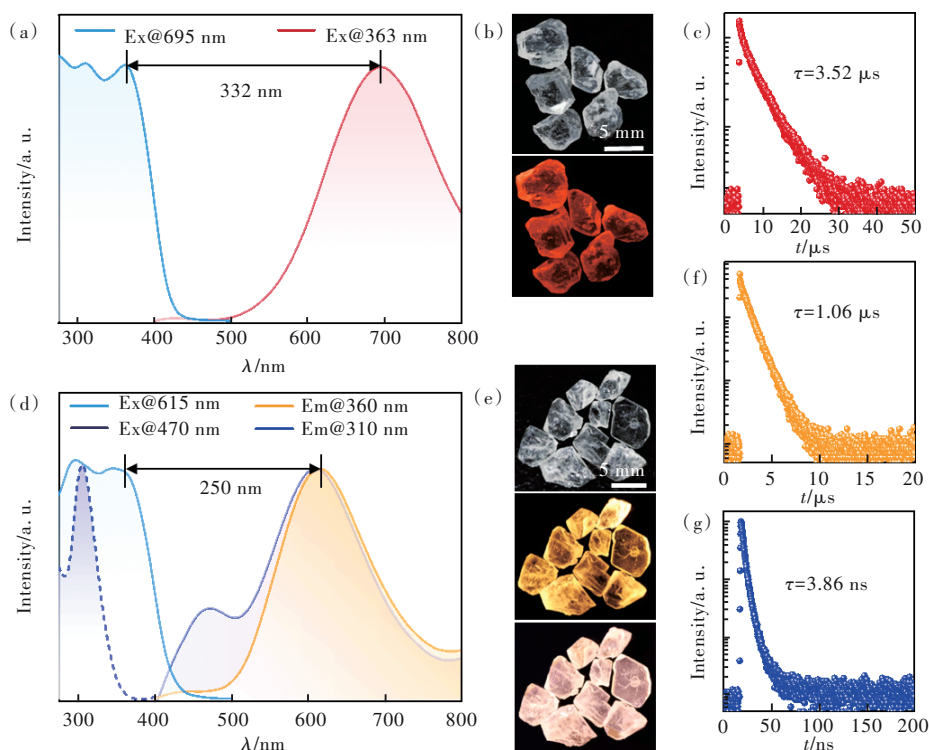 (a)
Ex@695 nm
Ex@363 nm
332 nm
Intensity/a. u.
300 400 500 600 700 800
λ/nm
(b)
5 mm
(c)
τ=3.52 μs
Intensity/a. u.
10 20 30 40 50
t/μs
(d)
Ex@615 nm
Em@360 nm
Ex@470 nm
Em@310 nm
250 nm
Intensity/a. u.
300 400 500 600 700 800
λ/nm
(e)
5 mm
(f)
τ=1.06 μs
Intensity/a. u.
0 5 10 15 20
t/μs
(g)
τ=3.86 ns
Intensity/a. u.
0 50 100 150 200
t/ns